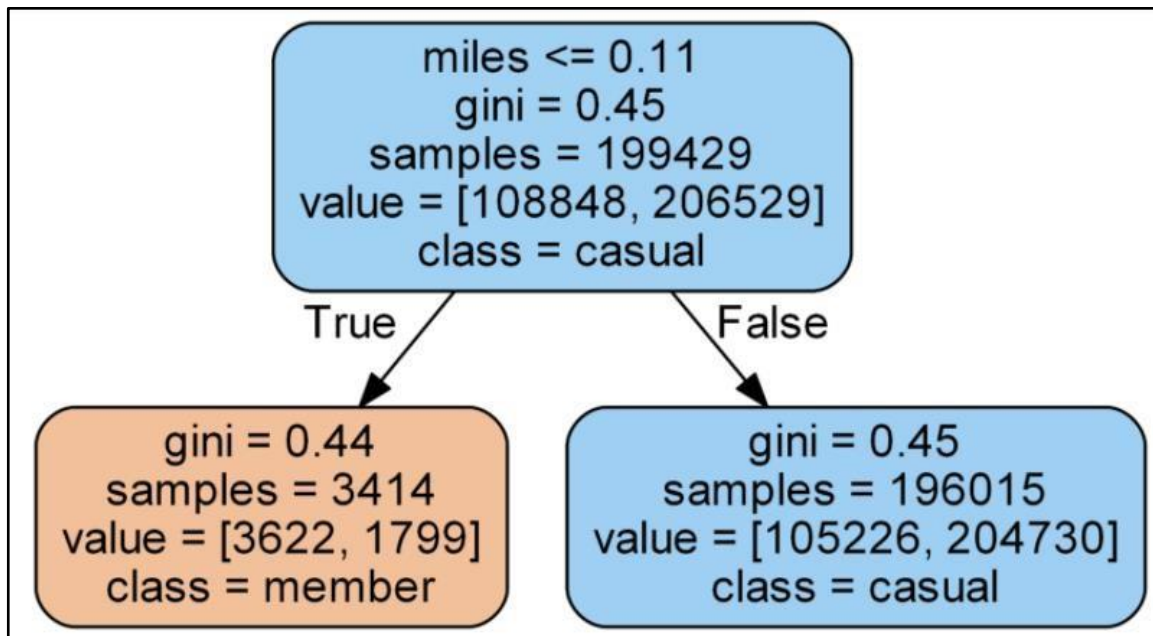 miles <= 0.11
gini = 0.45
samples = 199429
value = [108848, 206529]
class = casual
True
False
gini = 0.44
samples = 3414
value = [3622, 1799]
class = member
gini = 0.45
samples = 196015
value = [105226, 204730]
class = casual